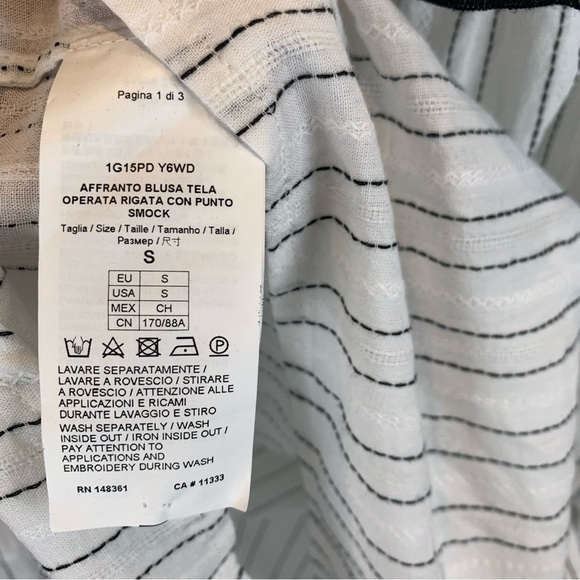 Pagina 1 di 3
1G15PD Y6WD
AFFRANTO BLUSA TELA
OPERATA RIGATA CON PUNTO
SMOCK
Taglia / Size / Taille / Tamanho / Talla /
Размер / 尺寸
S
EU S
USA S
MEX CH
CN 170/88A
P
LAVARE SEPARATAMENTE /
LAVARE A ROVESCIO / STIRARE
A ROVESCIO / ATTENZIONE ALLE
APPLICAZIONI E RICAMI
DURANTE LAVAGGIO E STIRO
WASH SEPARATELY / WASH
INSIDE OUT / IRON INSIDE OUT /
PAY ATTENTION TO
APPLICATIONS AND
EMBROIDERY DURING WASH
RN 148361 CA # 11333